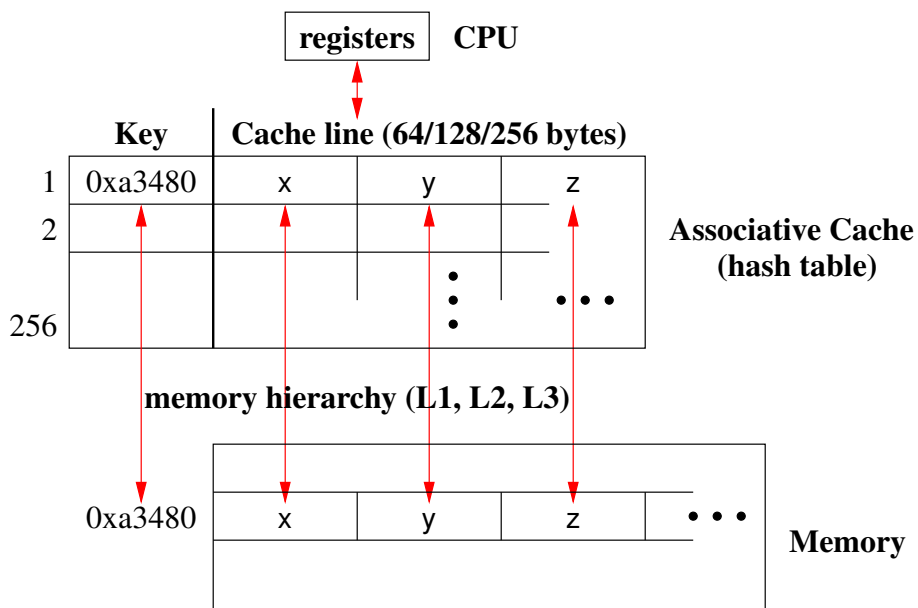 registers CPU
Key Cache line (64/128/256 bytes)
1 0xa3480 x y z
2
Associative Cache
(hash table)
256
memory hierarchy (L1, L2, L3)
0xa3480 x y z
Memory